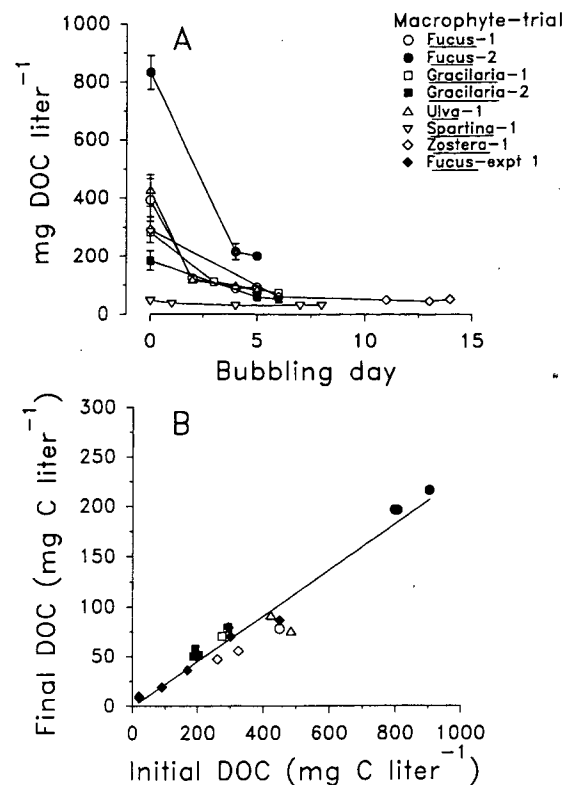 A
Macrophyte-trial
Fucus-1
Fucus-2
Gracilaria-1
Gracilaria-2
Ulva-1
Spartina-1
Zostera-1
Fucus-expt 1
mg DOC liter⁻¹
1000
800
600
400
200
0
0 5 10 15
Bubbling day
B
Final DOC (mg C liter⁻¹)
300
250
200
150
100
50
0
0 200 400 600 800 1000
Initial DOC (mg C liter⁻¹)